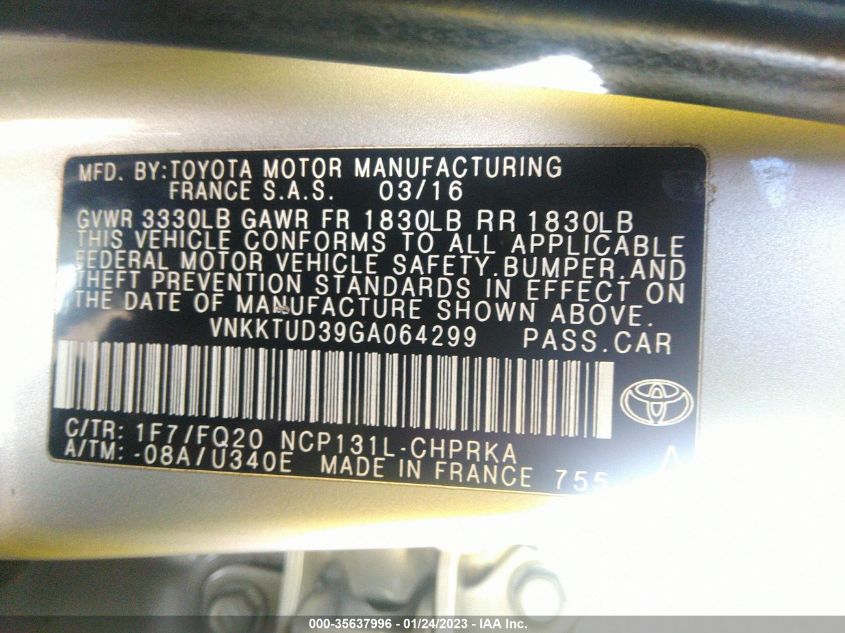 MFD. BY:TOYOTA MOTOR MANUFACTURING
FRANCE S.A.S. 03/16
GVWR 3330LB GAWR FR 1830LB RR 1830LB
THIS VEHICLE CONFORMS TO ALL APPLICABLE
FEDERAL MOTOR VEHICLE SAFETY.BUMPER.AND
THEFT PREVENTION STANDARDS IN EFFECT ON
THE DATE OF MANUFACTURE SHOWN ABOVE.
VNKKTUD39GA064299 PASS.CAR
C/TR: 1F7/FQ20 NCP131L-CHPRKA
A/TM: -08A/U340E MADE IN FRANCE 755 A
000-35637996 - 01/24/2023 - IAA Inc.